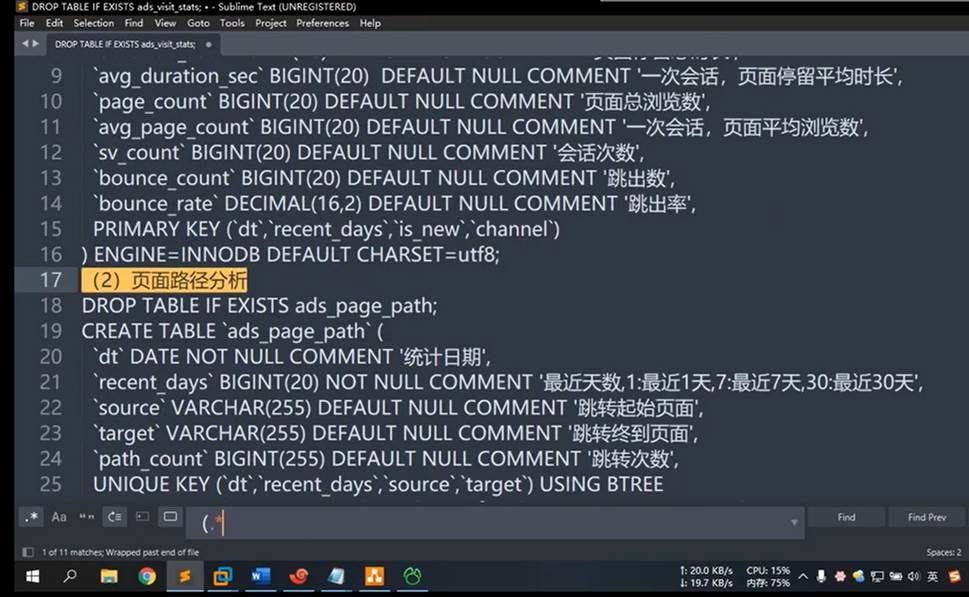 DROP TABLE IF EXISTS ads_visit_stats; • - Sublime Text (UNREGISTERED)
File Edit Selection Find View Goto Tools Project Preferences Help
DROP TABLE IF EXISTS ads_visit_stats;
9 `avg_duration_sec` BIGINT(20) DEFAULT NULL COMMENT '一次会话，页面停留平均时长',
10 `page_count` BIGINT(20) DEFAULT NULL COMMENT '页面总浏览数',
11 `avg_page_count` BIGINT(20) DEFAULT NULL COMMENT '一次会话，页面平均浏览数',
12 `sv_count` BIGINT(20) DEFAULT NULL COMMENT '会话次数',
13 `bounce_count` BIGINT(20) DEFAULT NULL COMMENT '跳出数',
14 `bounce_rate` DECIMAL(16,2) DEFAULT NULL COMMENT '跳出率',
15 PRIMARY KEY (`dt`,`recent_days`,`is_new`,`channel`)
16 ) ENGINE=INNODB DEFAULT CHARSET=utf8;
17 （2）页面路径分析
18 DROP TABLE IF EXISTS ads_page_path;
19 CREATE TABLE `ads_page_path` (
20 `dt` DATE NOT NULL COMMENT '统计日期',
21 `recent_days` BIGINT(20) NOT NULL COMMENT '最近天数,1:最近1天,7:最近7天,30:最近30天',
22 `source` VARCHAR(255) DEFAULT NULL COMMENT '跳转起始页面',
23 `target` VARCHAR(255) DEFAULT NULL COMMENT '跳转终到页面',
24 `path_count` BIGINT(255) DEFAULT NULL COMMENT '跳转次数',
25 UNIQUE KEY (`dt`,`recent_days`,`source`,`target`) USING BTREE
.* Aa “” （.* Find Find Prev
1 of 11 matches; Wrapped past end of file Spaces: 2
↑: 20.0 KB/s CPU: 15%
↓: 19.7 KB/s 内存: 75% 英